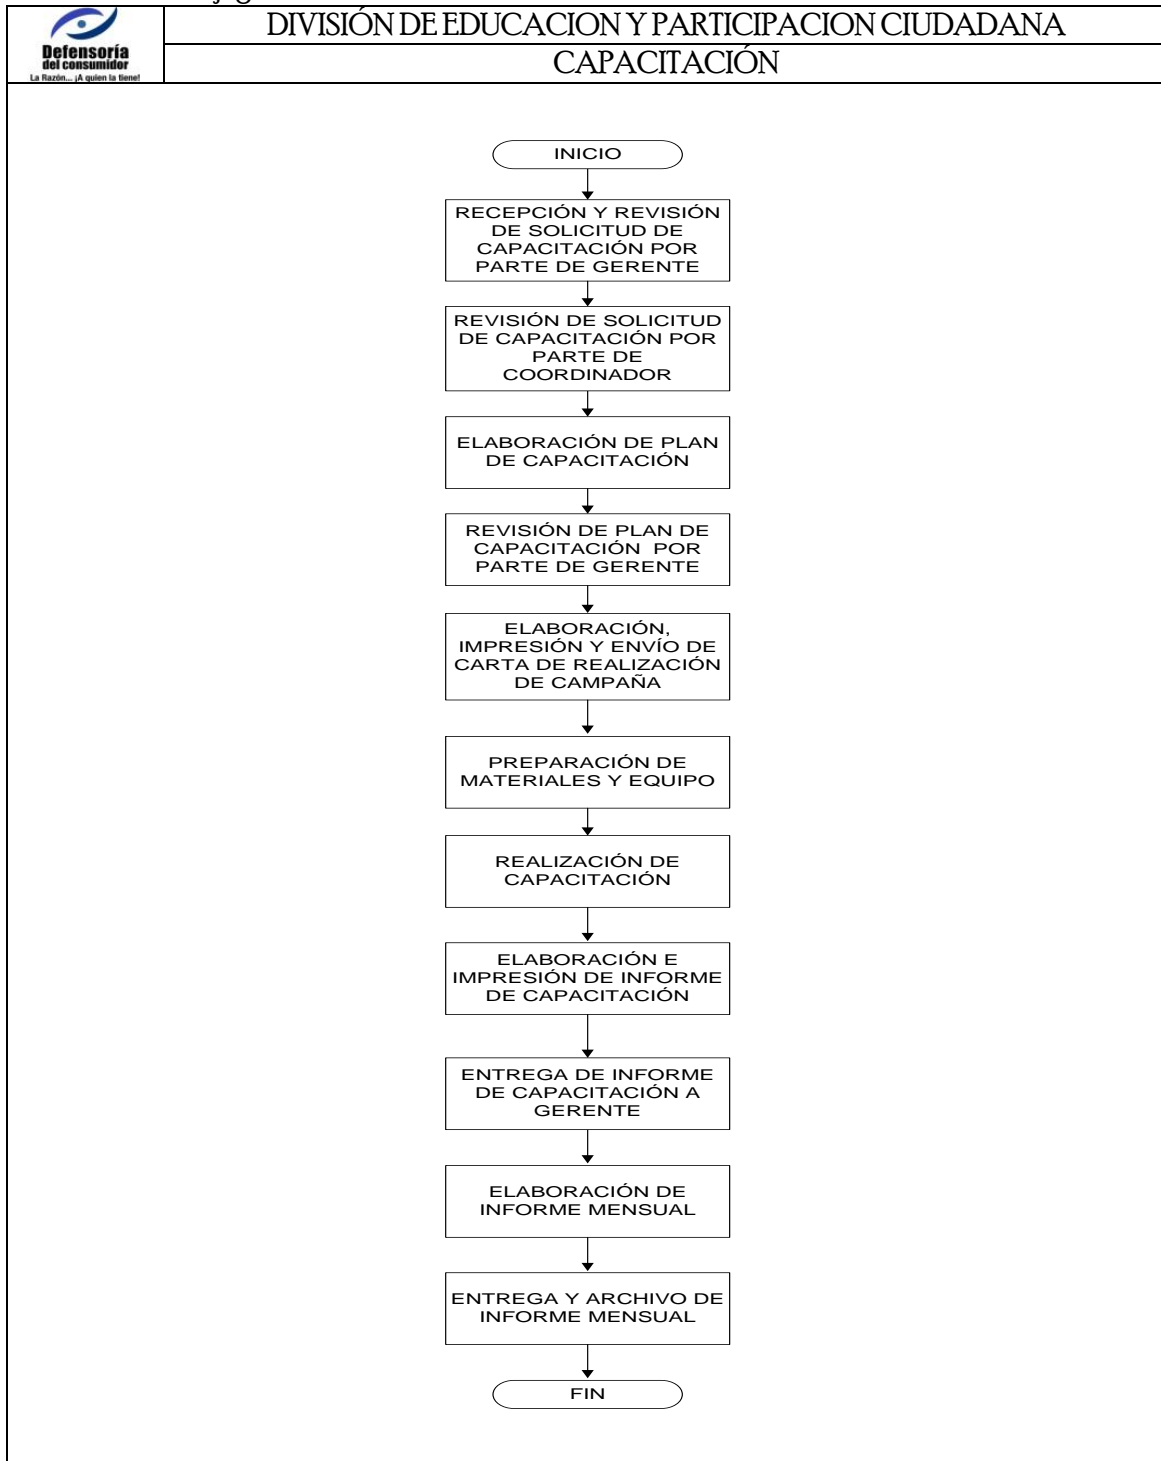 DIVISIÓN DE EDUCACION Y PARTICIPACION CIUDADANA
Defensoría
del consumidor
La Razón... ¡A quien la tiene!
CAPACITACIÓN
INICIO
RECEPCIÓN Y REVISIÓN
DE SOLICITUD DE
CAPACITACIÓN POR
PARTE DE GERENTE
REVISIÓN DE SOLICITUD
DE CAPACITACIÓN POR
PARTE DE
COORDINADOR
ELABORACIÓN DE PLAN
DE CAPACITACIÓN
REVISIÓN DE PLAN DE
CAPACITACIÓN POR
PARTE DE GERENTE
ELABORACIÓN,
IMPRESIÓN Y ENVÍO DE
CARTA DE REALIZACIÓN
DE CAMPAÑA
PREPARACIÓN DE
MATERIALES Y EQUIPO
REALIZACIÓN DE
CAPACITACIÓN
ELABORACIÓN E
IMPRESIÓN DE INFORME
DE CAPACITACIÓN
ENTREGA DE INFORME
DE CAPACITACIÓN A
GERENTE
ELABORACIÓN DE
INFORME MENSUAL
ENTREGA Y ARCHIVO DE
INFORME MENSUAL
FIN